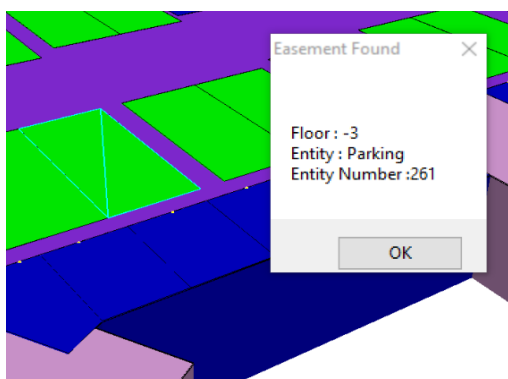 Easement Found
Floor : -3
Entity : Parking
Entity Number :261
OK